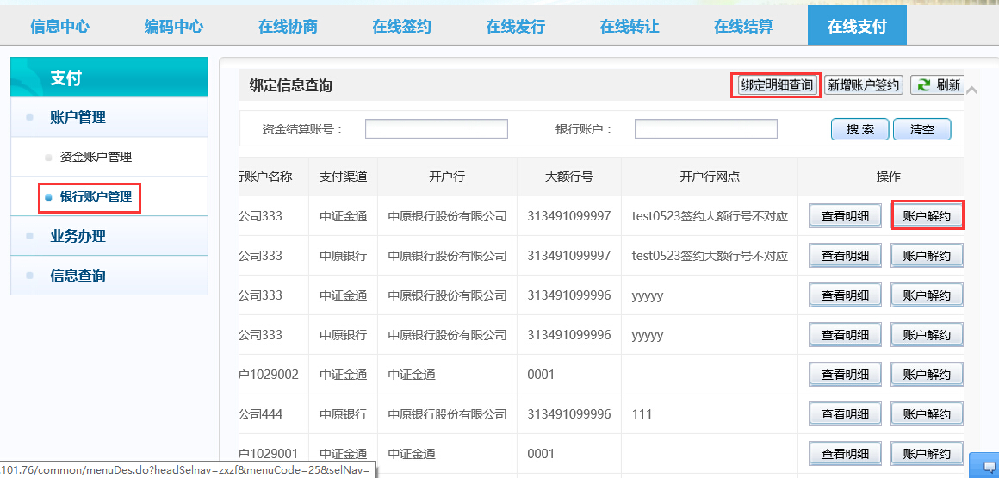 信息中心 编码中心 在线协商 在线签约 在线发行 在线转让 在线结算 在线支付
支付
账户管理
资金账户管理
银行账户管理
业务办理
信息查询
绑定信息查询 绑定明细查询 新增账户签约 刷新
资金结算账号： 银行账户： 搜 索 清空
行账户名称 支付渠道 开户行 大额行号 开户行网点 操作
公司333 中证金通 中原银行股份有限公司 313491099997 test0523签约大额行号不对应 查看明细 账户解约
公司333 中原银行 中原银行股份有限公司 313491099997 test0523签约大额行号不对应 查看明细 账户解约
公司333 中证金通 中原银行股份有限公司 313491099996 yyyyy 查看明细 账户解约
公司333 中原银行 中原银行股份有限公司 313491099996 yyyyy 查看明细 账户解约
户1029002 中证金通 中证金通 0001 查看明细 账户解约
公司444 中原银行 中原银行股份有限公司 313491099996 111 查看明细 账户解约
户1029001 中证金通 中证金通 0001 查看明细 账户解约
.101.76/common/menuDes.do?headSelnav=zxzf&menuCode=25&selNav=